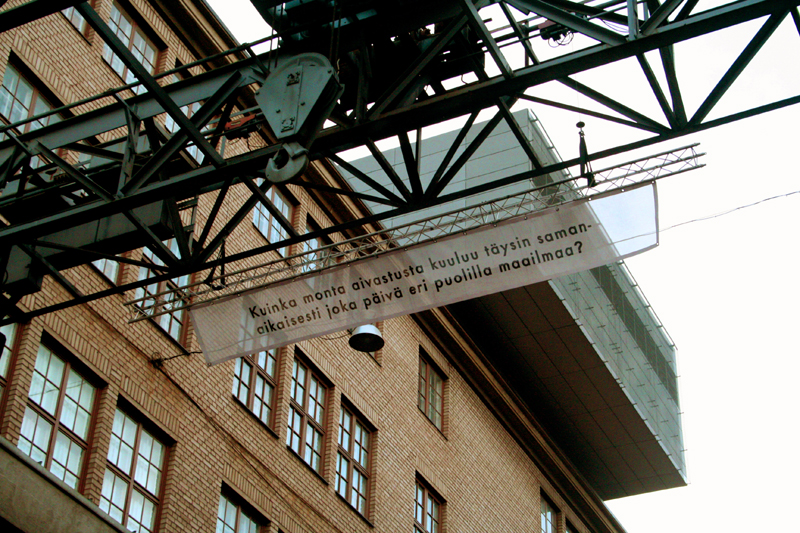 Kuinka monta aivastusta kuuluu täysin saman-
aikaisesti joka päivä eri puolilla maailmaa?